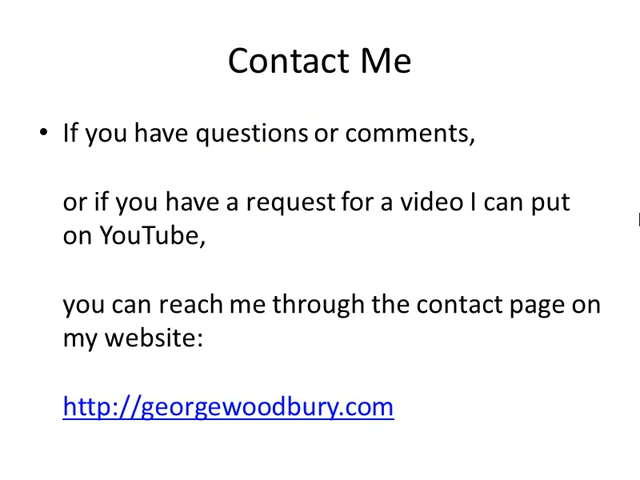 Contact Me
• If you have questions or comments,
or if you have a request for a video I can put
on YouTube,
you can reach me through the contact page on
my website:
http://georgewoodbury.com